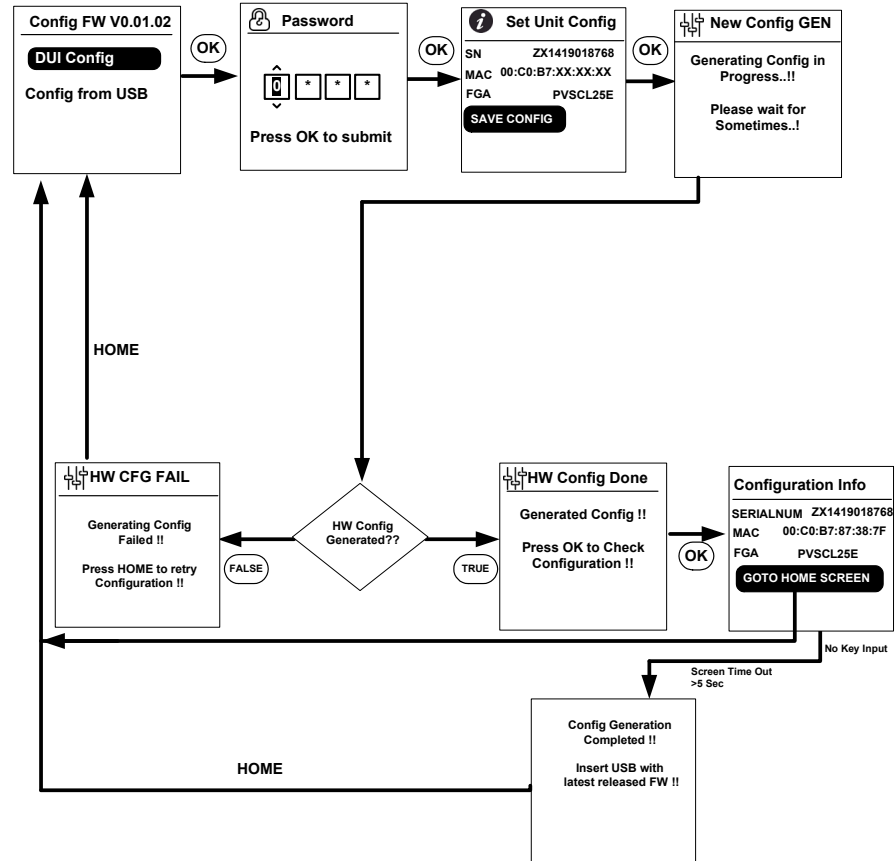 Config FW V0.01.02
DUI Config
Config from USB
OK
Password
0 * * *
Press OK to submit
OK
i Set Unit Config
SN ZX1419018768
MAC 00:C0:B7:XX:XX:XX
FGA PVSCL25E
SAVE CONFIG
OK
New Config GEN
Generating Config in
Progress..!!
Please wait for
Sometimes..!
HOME
HW CFG FAIL
Generating Config
Failed !!
Press HOME to retry
Configuration !!
FALSE
HW Config
Generated??
TRUE
HW Config Done
Generated Config !!
Press OK to Check
Configuration !!
OK
Configuration Info
SERIALNUM ZX1419018768
MAC 00:C0:B7:87:38:7F
FGA PVSCL25E
GOTO HOME SCREEN
No Key Input
Screen Time Out
>5 Sec
Config Generation
Completed !!
Insert USB with
latest released FW !!
HOME